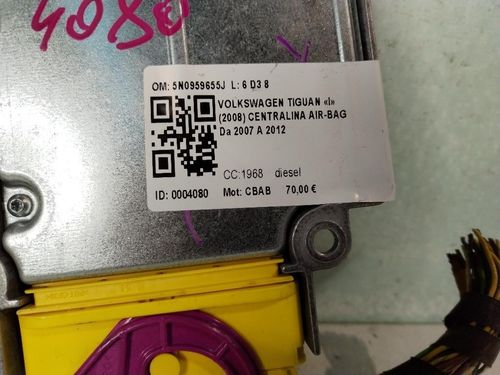 4080
OM: 5N0959655J L: 6 D3 8
VOLKSWAGEN TIGUAN «I»
(2008) CENTRALINA AIR-BAG
Da 2007 A 2012
CC:1968 diesel
ID: 0004080 Mot: CBAB 70,00 €